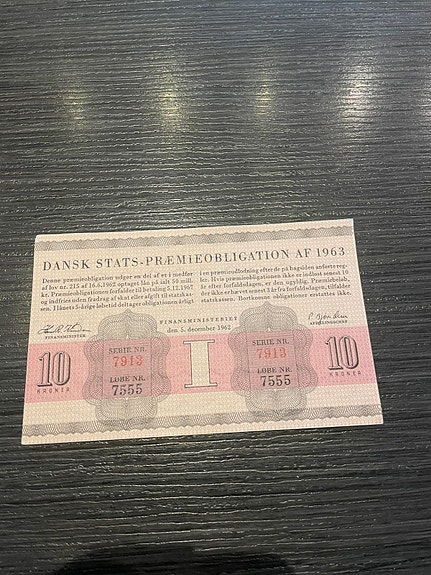 DANSK STATS-PRÆMIEOBLIGATION AF 1963
Denne præmieobligation udgør en del af et i medfør
af lov nr. 215 af 16.6.1962 optaget lån på ialt 50 mill.
kr. Præmieobligationen forfalder til betaling 5.12.1967
og indfries uden fradrag af skat eller afgift til statskas-
sen. I lånets 5-årige løbetid deltager obligationen årligt
i en præmieudlodning efter de på bagsiden anførte reg-
ler. Hvis præmieobligationen ikke er indløst senest 10
år efter forfaldsdagen, er den ugyldig. Præmiebeløb,
der ikke er hævet senest 3 år fra forfaldsdagen, tilfalder
statskassen. Bortkomne obligationer erstattes ikke.
FINANSMINISTERIET
den 5. december 1962
FINANSMINISTER
AFDELINGSCHEF
SERIE NR.
7913
LØBE NR.
7555
SERIE NR.
7913
LØBE NR.
7555
10
KRONER
I
10
KRONER